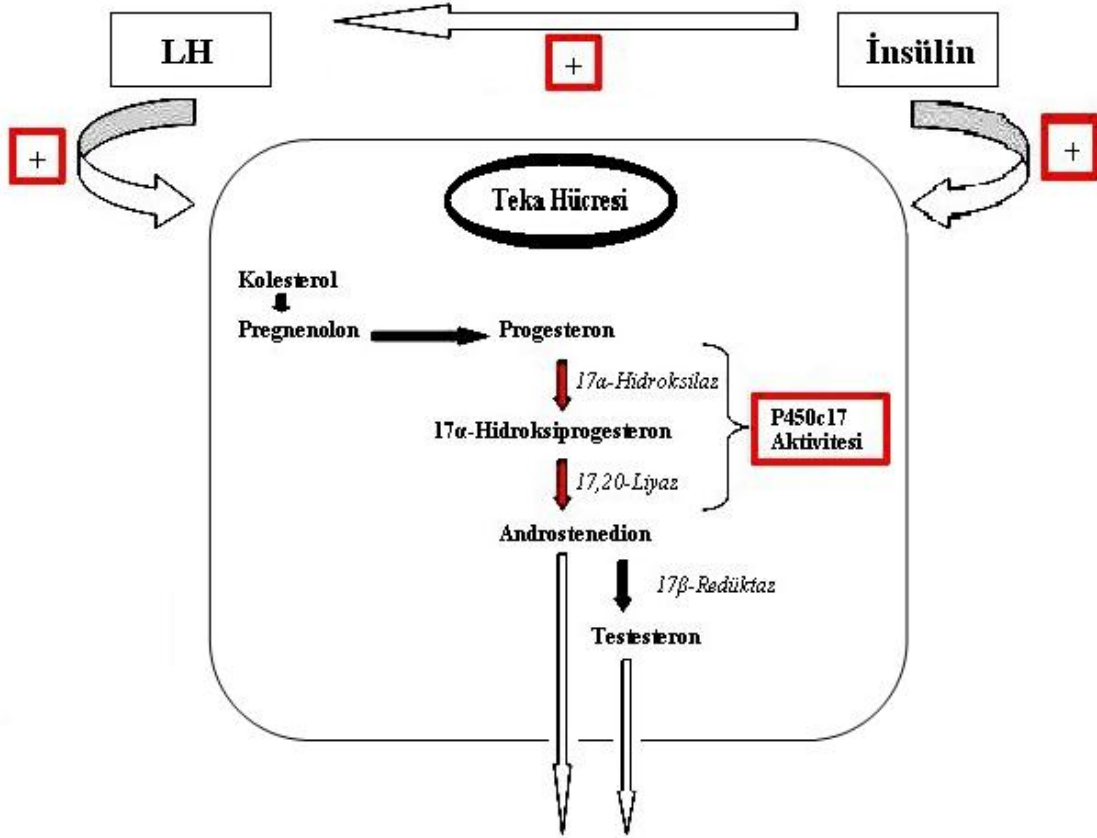 LH
İnsülin
+
+
+
Teka Hücresi
Kolesterol
Pregnenolon
Progesteron
17α-Hidroksilaz
17α-Hidroksiprogesteron
P450c17
Aktivitesi
17,20-Liyaz
Androstenedion
17β-Redüktaz
Testesteron